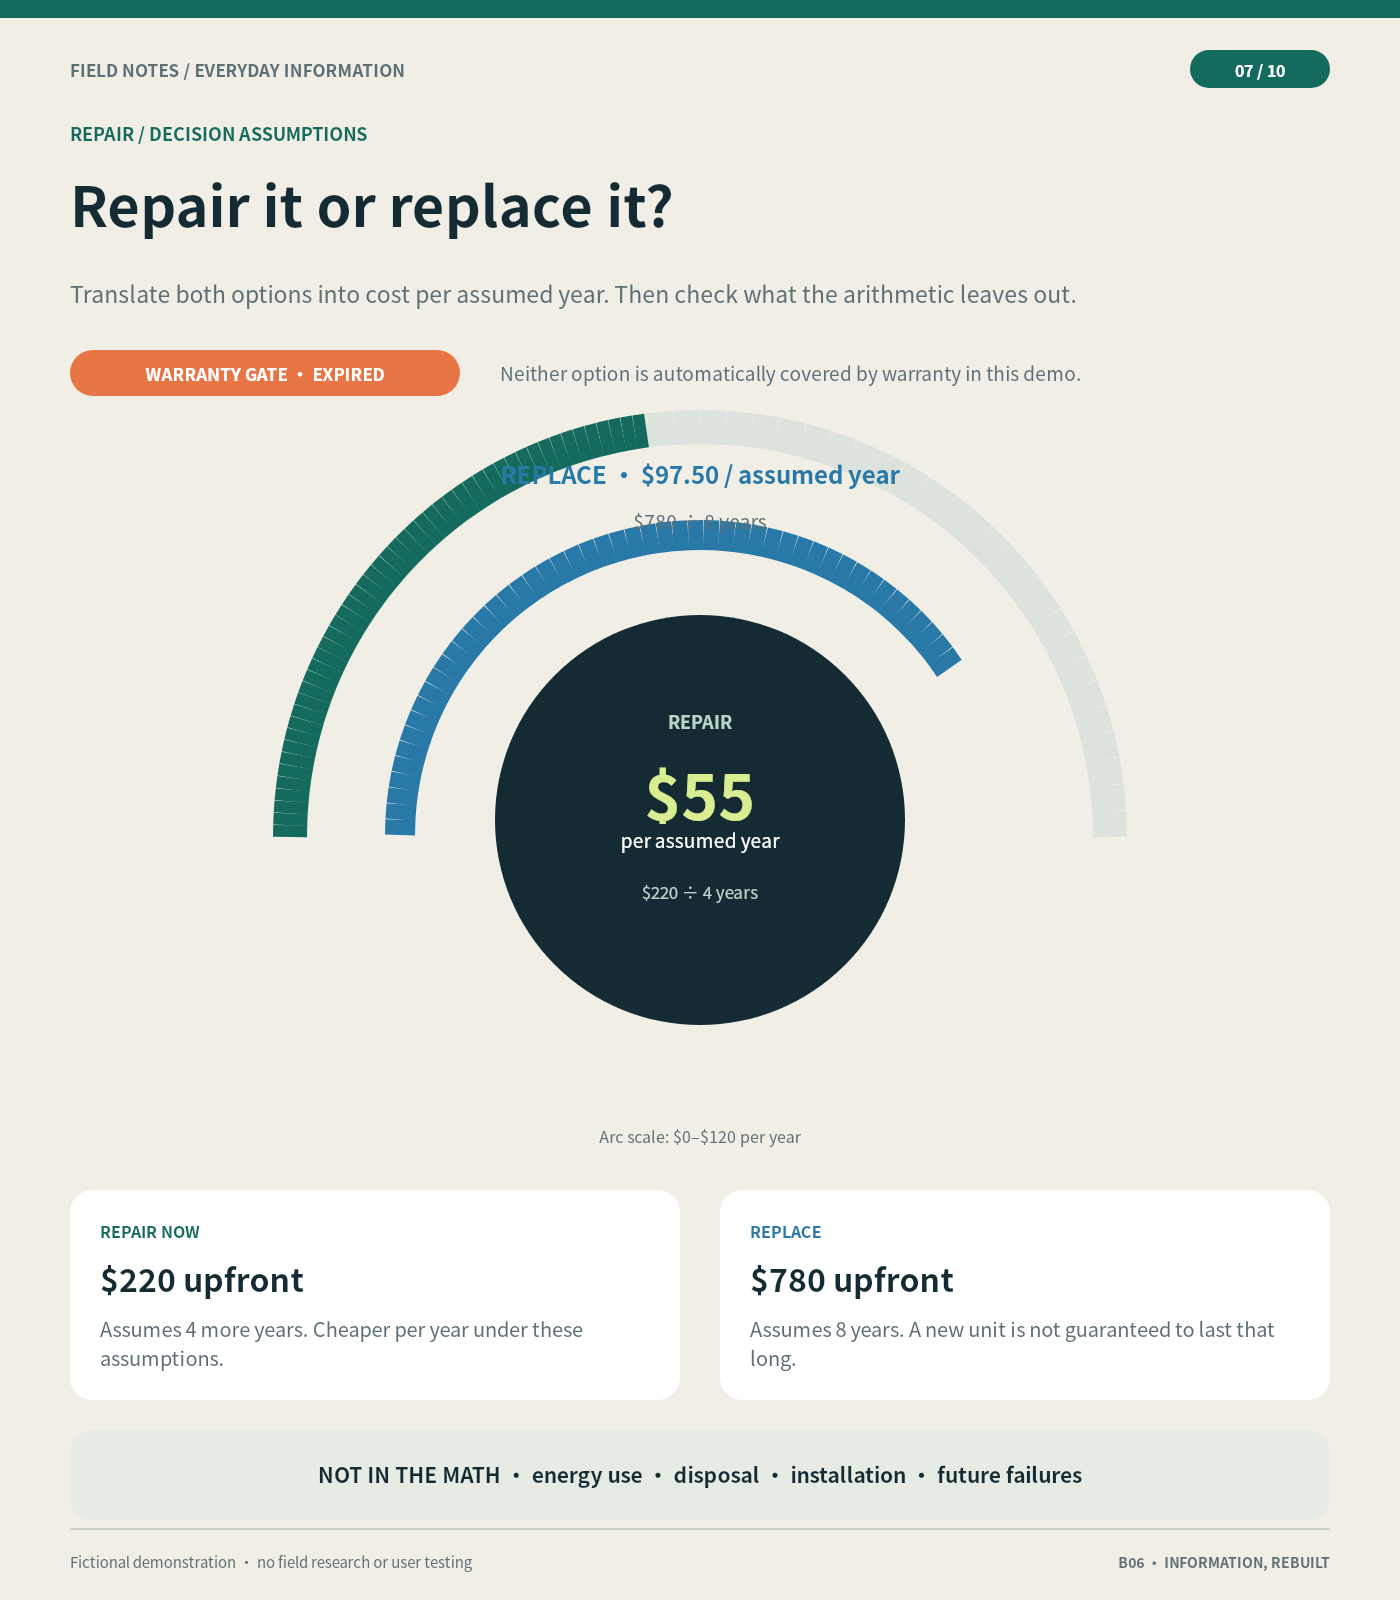 FIELD NOTES / EVERYDAY INFORMATION
07 / 10
REPAIR / DECISION ASSUMPTIONS
Repair it or replace it?
Translate both options into cost per assumed year. Then check what the arithmetic leaves out.
WARRANTY GATE • EXPIRED
Neither option is automatically covered by warranty in this demo.
REPLACE • $97.50 / assumed year
$780 ÷ 8 years
REPAIR
$55
per assumed year
$220 ÷ 4 years
Arc scale: $0–$120 per year
REPAIR NOW
$220 upfront
Assumes 4 more years. Cheaper per year under these
assumptions.
REPLACE
$780 upfront
Assumes 8 years. A new unit is not guaranteed to last that
long.
NOT IN THE MATH • energy use • disposal • installation • future failures
Fictional demonstration • no field research or user testing
B06 • INFORMATION, REBUILT